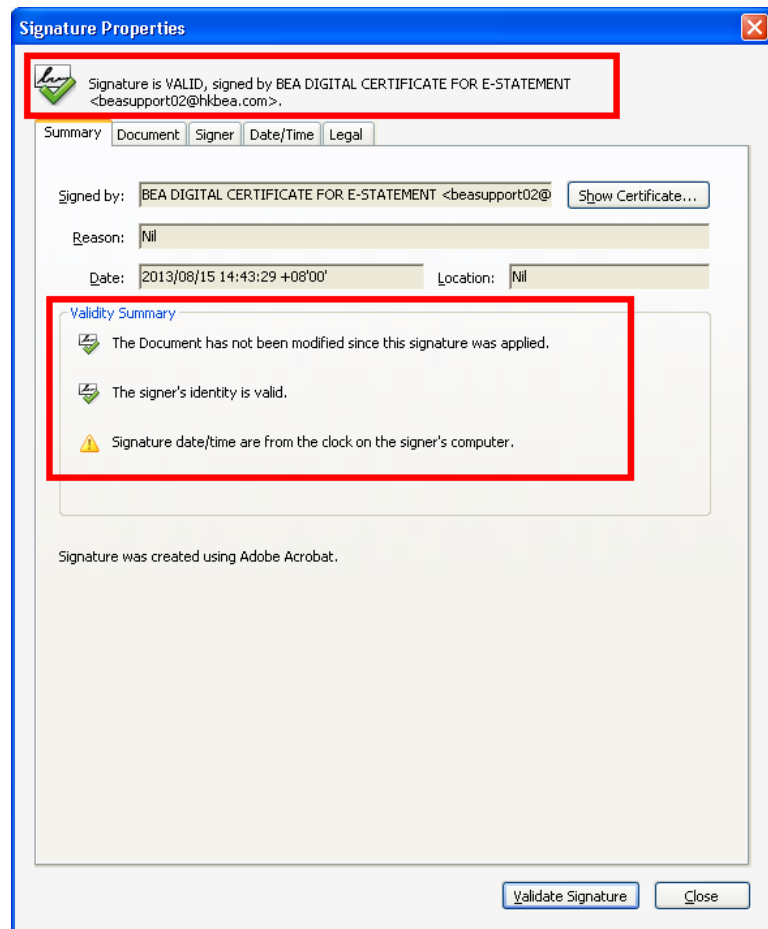 Signature Properties
Signature is VALID, signed by BEA DIGITAL CERTIFICATE FOR E-STATEMENT
<beasupport02@hkbea.com>.
Summary Document Signer Date/Time Legal
Signed by: BEA DIGITAL CERTIFICATE FOR E-STATEMENT <beasupport02@ Show Certificate...
Reason: Nil
Date: 2013/08/15 14:43:29 +08'00' Location: Nil
Validity Summary
The Document has not been modified since this signature was applied.
The signer's identity is valid.
Signature date/time are from the clock on the signer's computer.
Signature was created using Adobe Acrobat.
Validate Signature Close